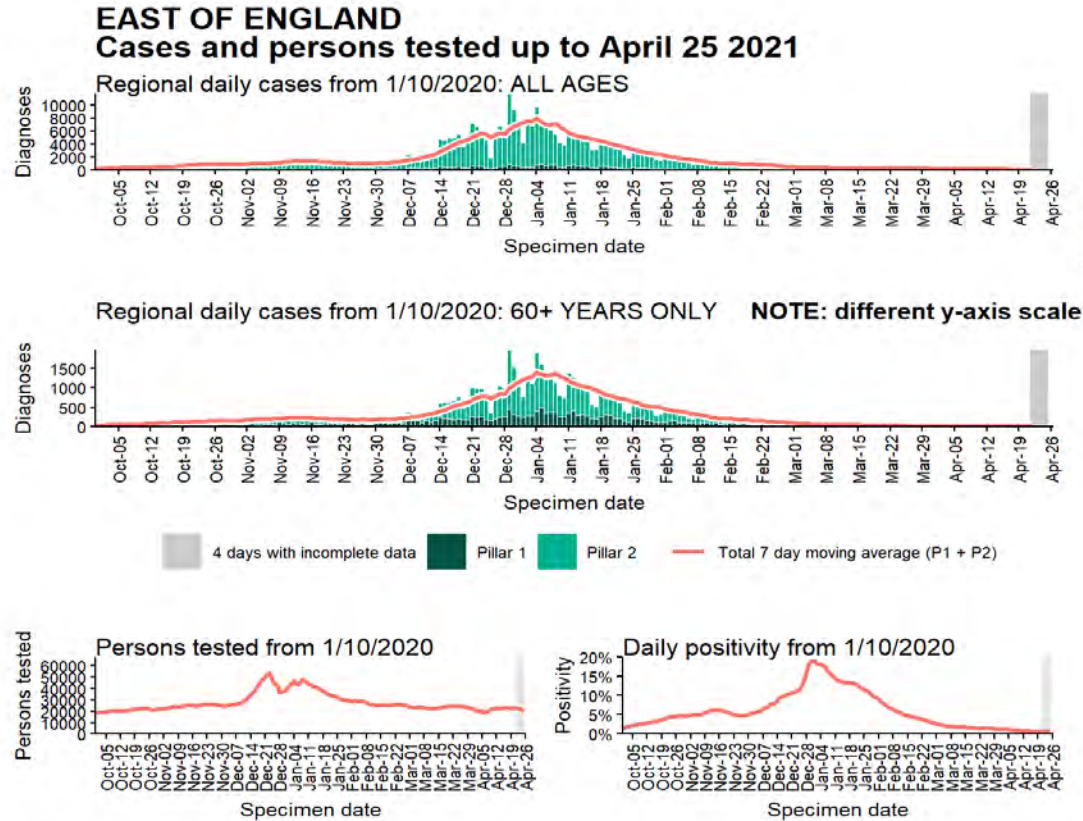 EAST OF ENGLAND
Cases and persons tested up to April 25 2021
Regional daily cases from 1/10/2020: ALL AGES
Diagnoses
10000
8000
6000
4000
2000
0
Oct-05
Oct-12
Oct-19
Oct-26
Nov-02
Nov-09
Nov-16
Nov-23
Nov-30
Dec-07
Dec-14
Dec-21
Dec-28
Jan-04
Jan-11
Jan-18
Jan-25
Feb-01
Feb-08
Feb-15
Feb-22
Mar-01
Mar-08
Mar-15
Mar-22
Mar-29
Apr-05
Apr-12
Apr-19
Apr-26
Specimen date
Regional daily cases from 1/10/2020: 60+ YEARS ONLY NOTE: different y-axis scale
Diagnoses
1500
1000
500
0
Oct-05
Oct-12
Oct-19
Oct-26
Nov-02
Nov-09
Nov-16
Nov-23
Nov-30
Dec-07
Dec-14
Dec-21
Dec-28
Jan-04
Jan-11
Jan-18
Jan-25
Feb-01
Feb-08
Feb-15
Feb-22
Mar-01
Mar-08
Mar-15
Mar-22
Mar-29
Apr-05
Apr-12
Apr-19
Apr-26
Specimen date
4 days with incomplete data Pillar 1 Pillar 2 Total 7 day moving average (P1 + P2)
Persons tested from 1/10/2020
Persons tested
60000
50000
40000
30000
20000
10000
0
Oct-05
Oct-12
Oct-19
Oct-26
Nov-02
Nov-09
Nov-16
Nov-23
Nov-30
Dec-07
Dec-14
Dec-21
Dec-28
Jan-04
Jan-11
Jan-18
Jan-25
Feb-01
Feb-08
Feb-15
Feb-22
Mar-01
Mar-08
Mar-15
Mar-22
Mar-29
Apr-05
Apr-12
Apr-19
Apr-26
Specimen date
Daily positivity from 1/10/2020
Positivity
20%
15%
10%
5%
0%
Oct-05
Oct-12
Oct-19
Oct-26
Nov-02
Nov-09
Nov-16
Nov-23
Nov-30
Dec-07
Dec-14
Dec-21
Dec-28
Jan-04
Jan-11
Jan-18
Jan-25
Feb-01
Feb-08
Feb-15
Feb-22
Mar-01
Mar-08
Mar-15
Mar-22
Mar-29
Apr-05
Apr-12
Apr-19
Apr-26
Specimen date